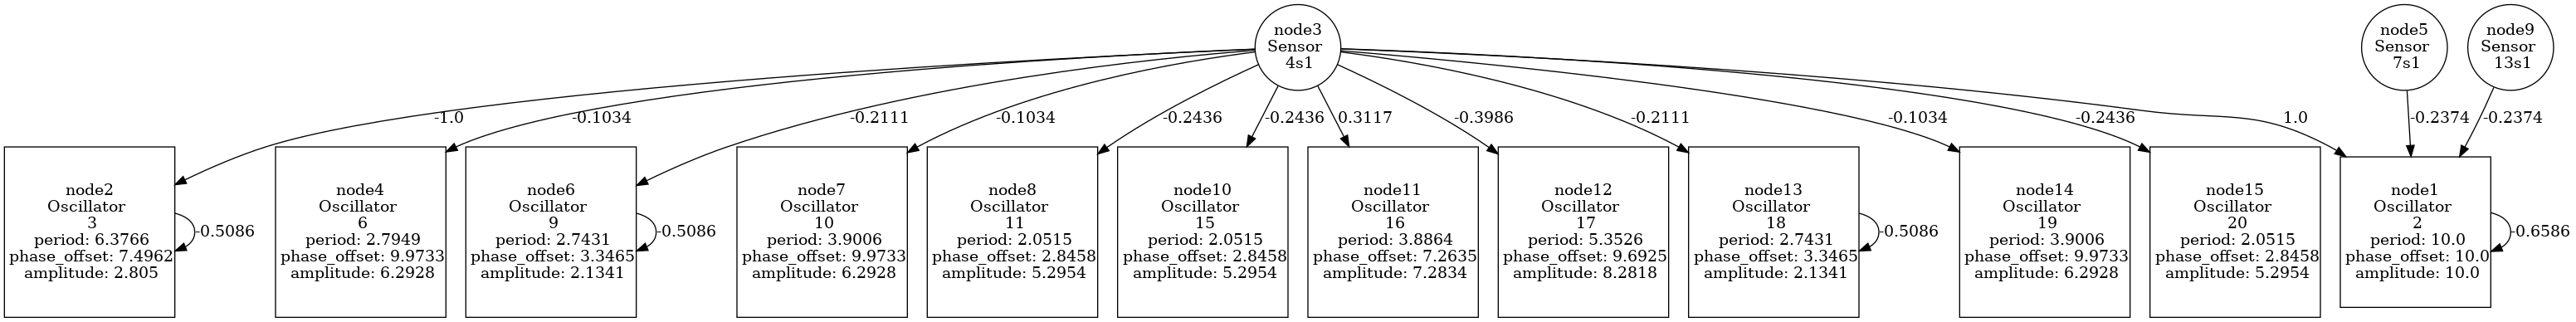 node3
Sensor
4s1
node5
Sensor
7s1
node9
Sensor
13s1
-1.0
-0.1034
-0.2111
-0.1034
-0.2436
-0.2436
0.3117
-0.3986
-0.2111
-0.1034
-0.2436
1.0
-0.2374
-0.2374
node2
Oscillator
3
period: 6.3766
phase_offset: 7.4962
amplitude: 2.805
-0.5086
node4
Oscillator
6
period: 2.7949
phase_offset: 9.9733
amplitude: 6.2928
node6
Oscillator
9
period: 2.7431
phase_offset: 3.3465
amplitude: 2.1341
-0.5086
node7
Oscillator
10
period: 3.9006
phase_offset: 9.9733
amplitude: 6.2928
node8
Oscillator
11
period: 2.0515
phase_offset: 2.8458
amplitude: 5.2954
node10
Oscillator
15
period: 2.0515
phase_offset: 2.8458
amplitude: 5.2954
node11
Oscillator
16
period: 3.8864
phase_offset: 7.2635
amplitude: 7.2834
node12
Oscillator
17
period: 5.3526
phase_offset: 9.6925
amplitude: 8.2818
node13
Oscillator
18
period: 2.7431
phase_offset: 3.3465
amplitude: 2.1341
-0.5086
node14
Oscillator
19
period: 3.9006
phase_offset: 9.9733
amplitude: 6.2928
node15
Oscillator
20
period: 2.0515
phase_offset: 2.8458
amplitude: 5.2954
node1
Oscillator
2
period: 10.0
phase_offset: 10.0
amplitude: 10.0
-0.6586